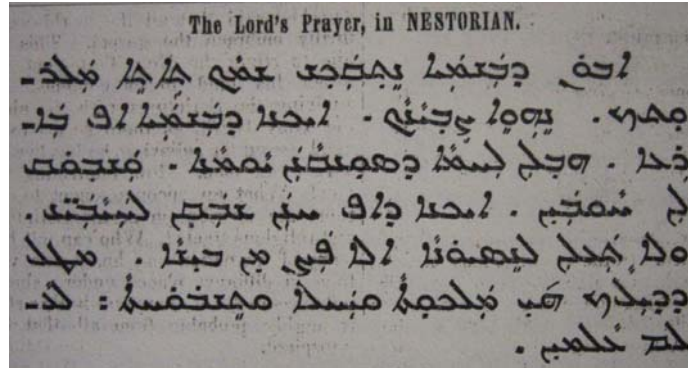 The Lord's Prayer, in NESTORIAN.
ܐܒܘܢ ܕܒܫܡܝܐ ܢܬܩܕܫ ܫܡܟ ܬܐܬܐ ܡܠܟ-
ܘܬܟ. ܢܗܘܐ ܨܒܝܢܟ. ܐܝܟܢܐ ܕܒܫܡܝܐ ܐܦ ܒܐ-
ܪܥܐ. ܗܒܠܢ ܠܚܡܐ ܕܣܘܢܩܢܢ ܝܘܡܢܐ. ܘܫܒܘܩ
ܠܢ ܚܘܒܝܢ. ܐܝܟܢܐ ܕܐܦ ܚܢܢ ܫܒܩܢ ܠܚܝܒܝܢ.
ܘܠܐ ܬܥܠܢ ܠܢܣܝܘܢܐ ܐܠܐ ܦܨܢ ܡܢ ܒܝܫܐ. ܡܛܠ
ܕܕܝܠܟ ܗܝ ܡܠܟܘܬܐ ܘܚܝܠܐ ܘܬܫܒܘܚܬܐ: ܠܥ-
ܠܡ ܥܠܡܝܢ.